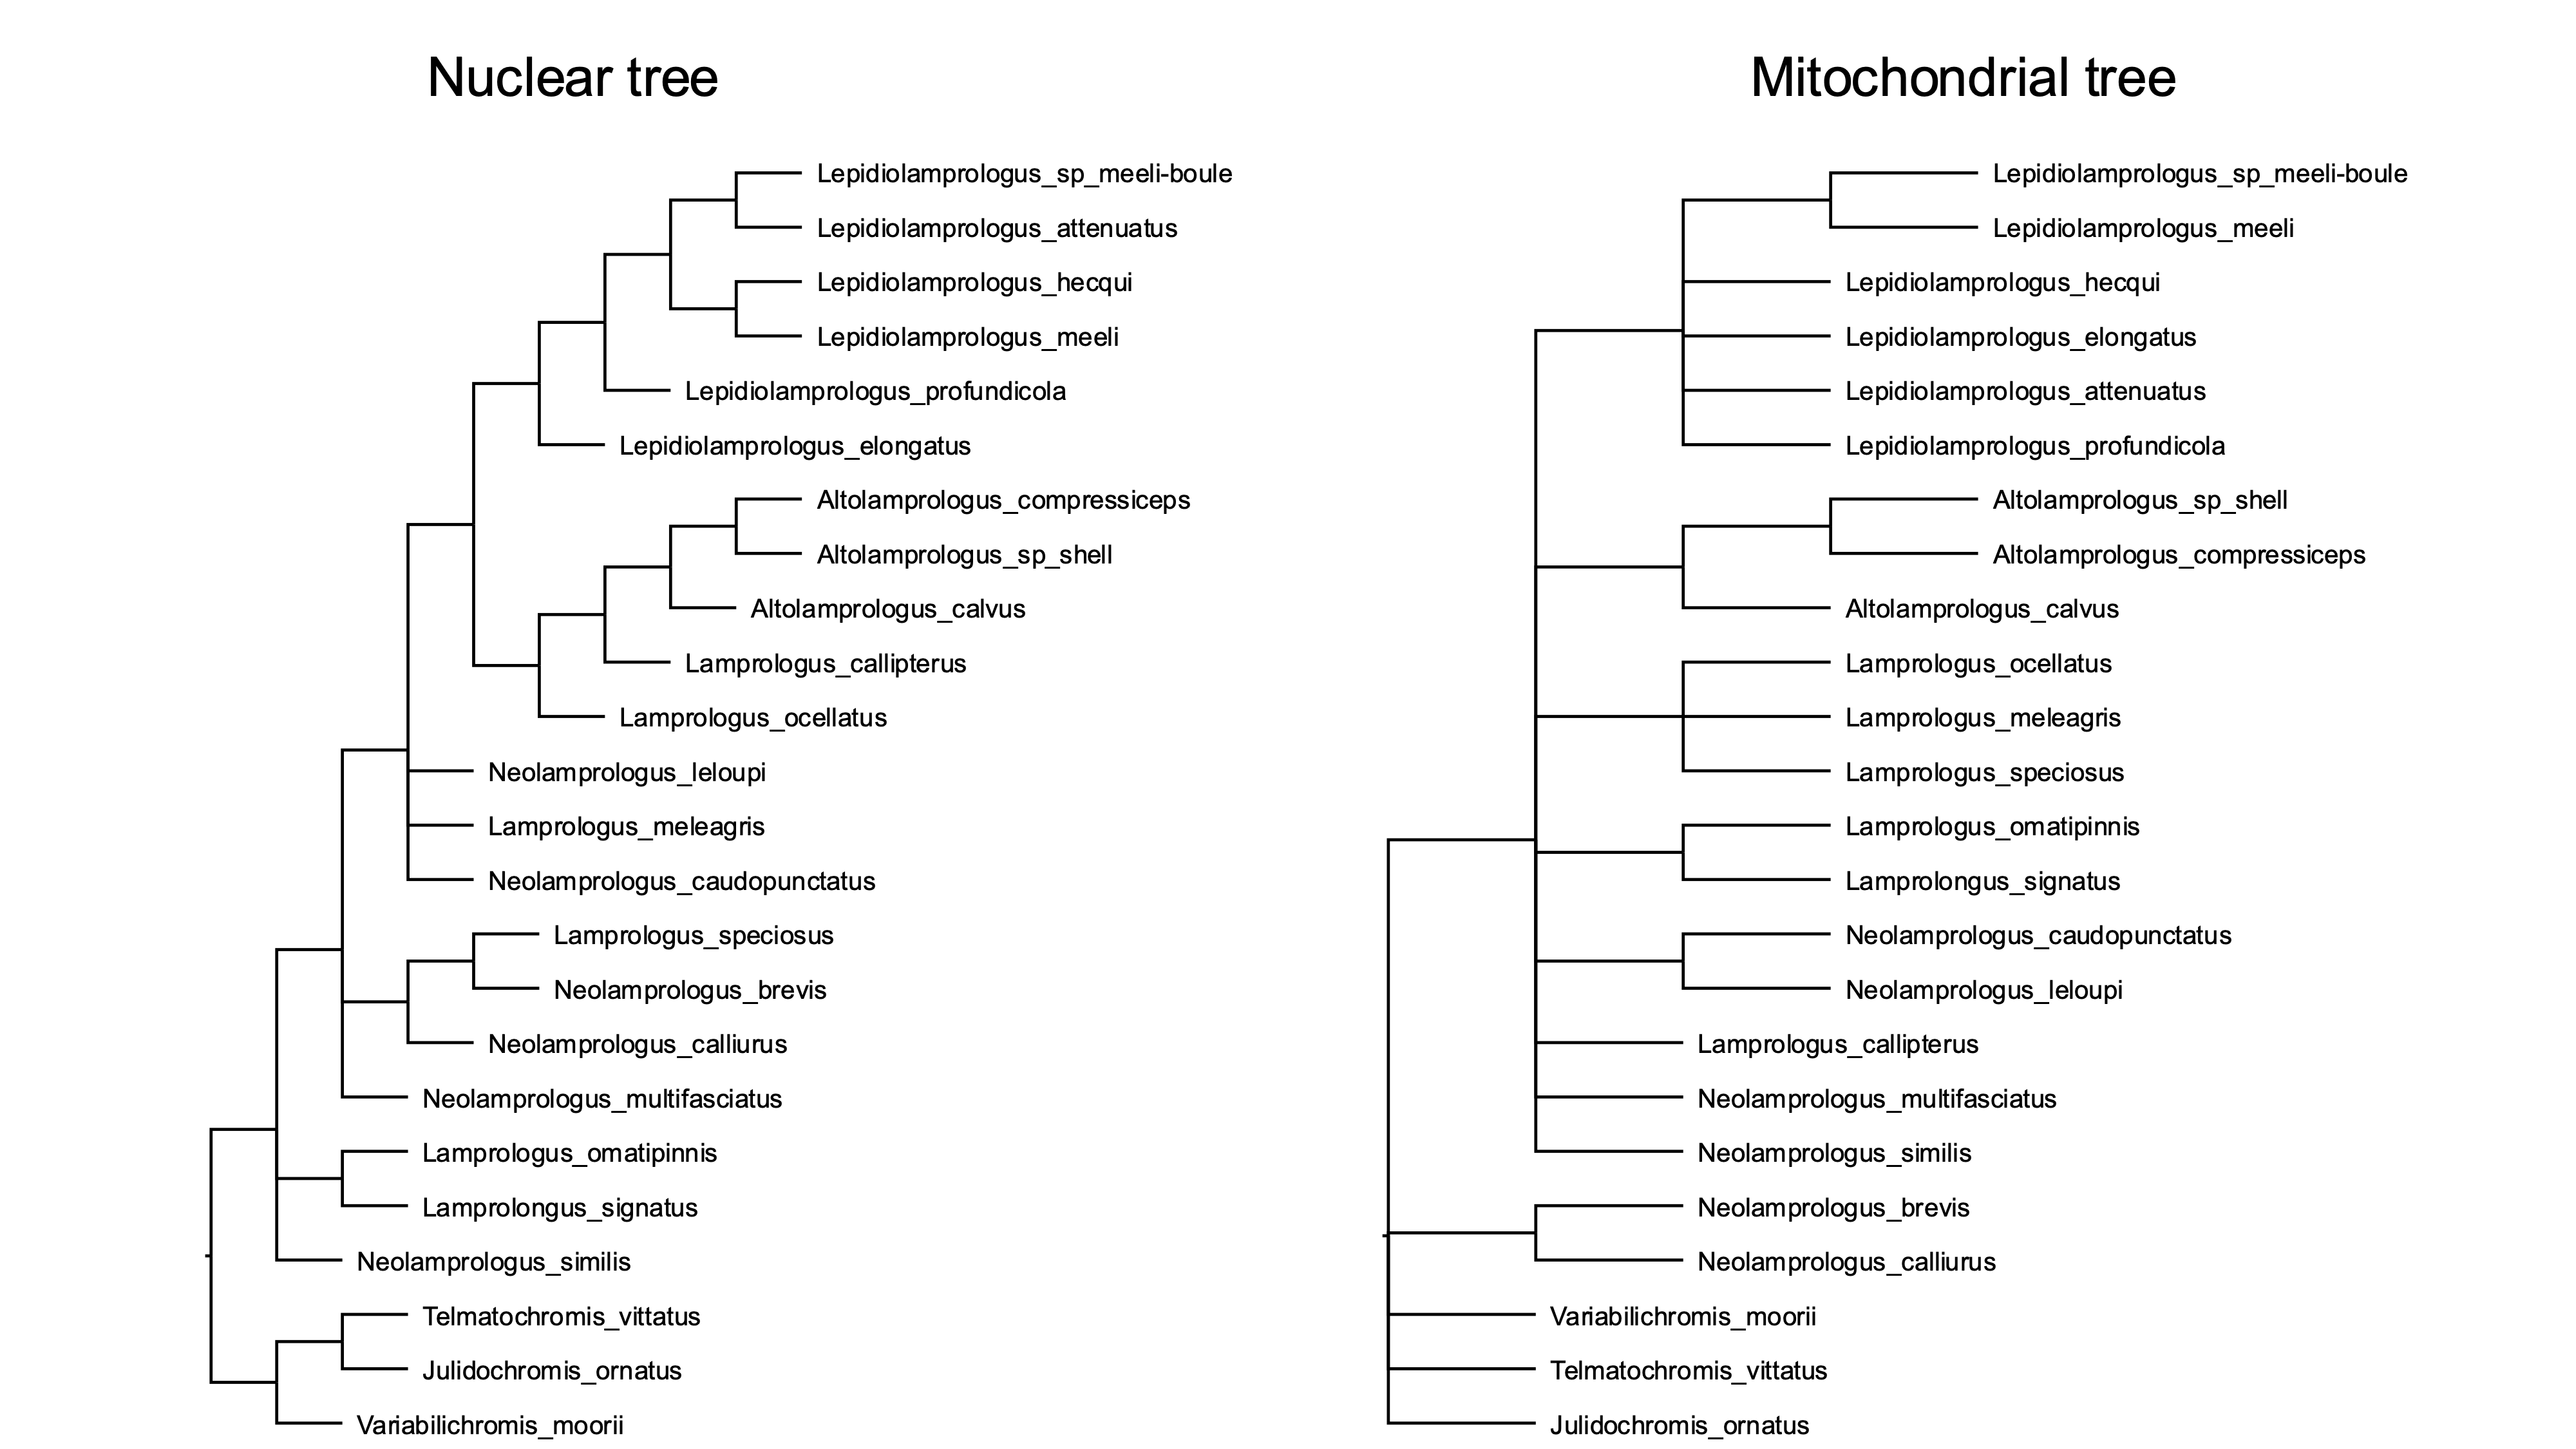 Nuclear tree
Lepidiolamprologus_sp_meeli-boule
Lepidiolamprologus_attenuatus
Lepidiolamprologus_hecqui
Lepidiolamprologus_meeli
Lepidiolamprologus_profundicola
Lepidiolamprologus_elongatus
Altolamprologus_compressiceps
Altolamprologus_sp_shell
Altolamprologus_calvus
Lamprologus_callipterus
Lamprologus_ocellatus
Neolamprologus_leloupi
Lamprologus_meleagris
Neolamprologus_caudopunctatus
Lamprologus_speciosus
Neolamprologus_brevis
Neolamprologus_calliurus
Neolamprologus_multifasciatus
Lamprologus_omatipinnis
Lamprolongus_signatus
Neolamprologus_similis
Telmatochromis_vittatus
Julidochromis_ornatus
Variabilichromis_moorii
Mitochondrial tree
Lepidiolamprologus_sp_meeli-boule
Lepidiolamprologus_meeli
Lepidiolamprologus_hecqui
Lepidiolamprologus_elongatus
Lepidiolamprologus_attenuatus
Lepidiolamprologus_profundicola
Altolamprologus_sp_shell
Altolamprologus_compressiceps
Altolamprologus_calvus
Lamprologus_ocellatus
Lamprologus_meleagris
Lamprologus_speciosus
Lamprologus_omatipinnis
Lamprolongus_signatus
Neolamprologus_caudopunctatus
Neolamprologus_leloupi
Lamprologus_callipterus
Neolamprologus_multifasciatus
Neolamprologus_similis
Neolamprologus_brevis
Neolamprologus_calliurus
Variabilichromis_moorii
Telmatochromis_vittatus
Julidochromis_ornatus